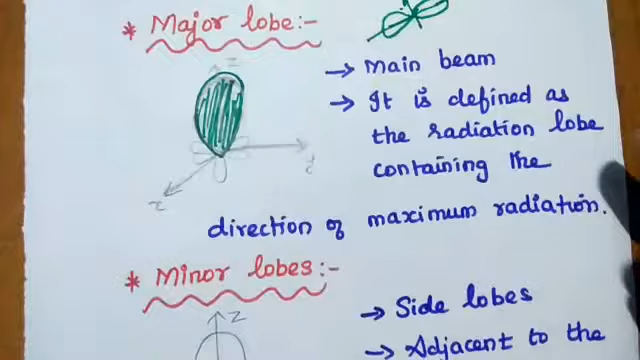 * Major lobe:-
z
→ Main beam
→ It is defined as
the radiation lobe
containing the
y
x
direction of maximum radiation.
* Minor lobes:-
z
→ Side lobes
→ Adjacent to the